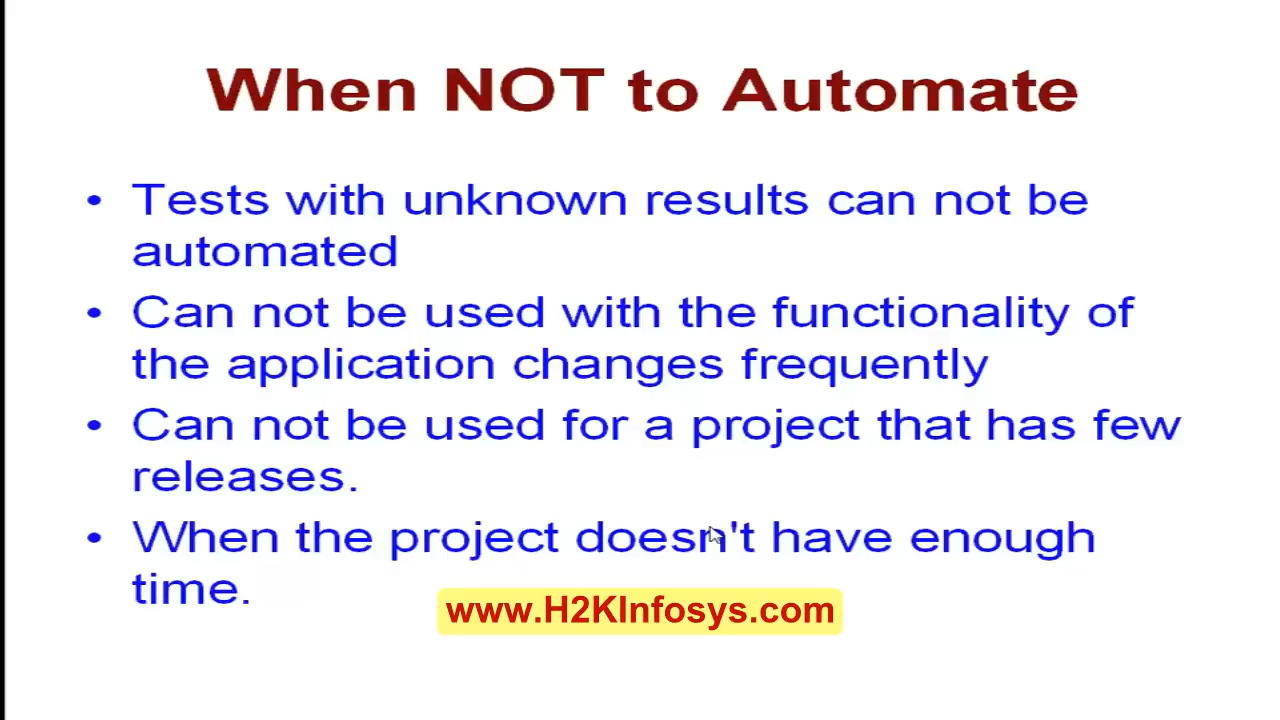 When NOT to Automate
• Tests with unknown results can not be
automated
• Can not be used with the functionality of
the application changes frequently
• Can not be used for a project that has few
releases.
• When the project doesn't have enough
time.
www.H2KInfosys.com